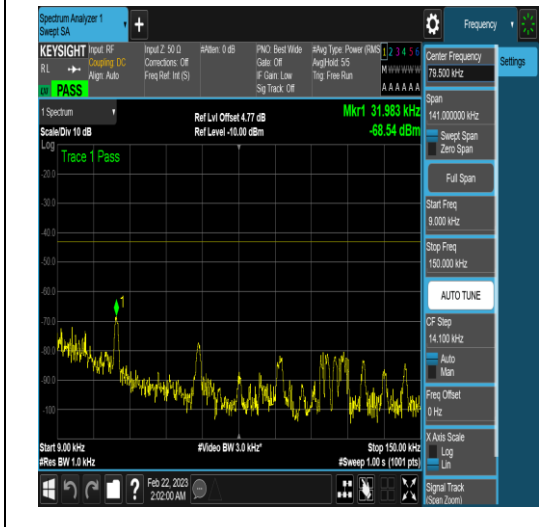 Spectrum Analyzer 1
Swept SA
Frequency
KEYSIGHT
RL
PASS
Input: RF
Coupling: DC
Align: Auto
Input Z: 50 Ω
Corrections: Off
Freq Ref: Int (S)
#Atten: 0 dB
PNO: Best Wide
Gate: Off
IF Gain: Low
Sig Track: Off
#Avg Type: Power (RMS
Avg|Hold: 5/5
Trig: Free Run
1 2 3 4 5 6
M w w w w w
A A A A A A
1 Spectrum
Scale/Div 10 dB
Ref Lvl Offset 4.77 dB
Ref Level -10.00 dBm
Mkr1 31.983 kHz
-68.54 dBm
Log
Trace 1 Pass
-20.0
-30.0
-40.0
-50.0
-60.0
-70.0
-80.0
-90.0
-100
1
Start 9.00 kHz
#Res BW 1.0 kHz
#Video BW 3.0 kHz*
Stop 150.00 kHz
#Sweep 1.00 s (1001 pts)
Feb 22, 2023
2:02:00 AM
Center Frequency
79.500 kHz
Settings
Span
141.000000 kHz
Swept Span
Zero Span
Full Span
Start Freq
9.000 kHz
Stop Freq
150.000 kHz
AUTO TUNE
CF Step
14.100 kHz
Auto
Man
Freq Offset
0 Hz
X Axis Scale
Log
Lin
Signal Track
(Span Zoom)